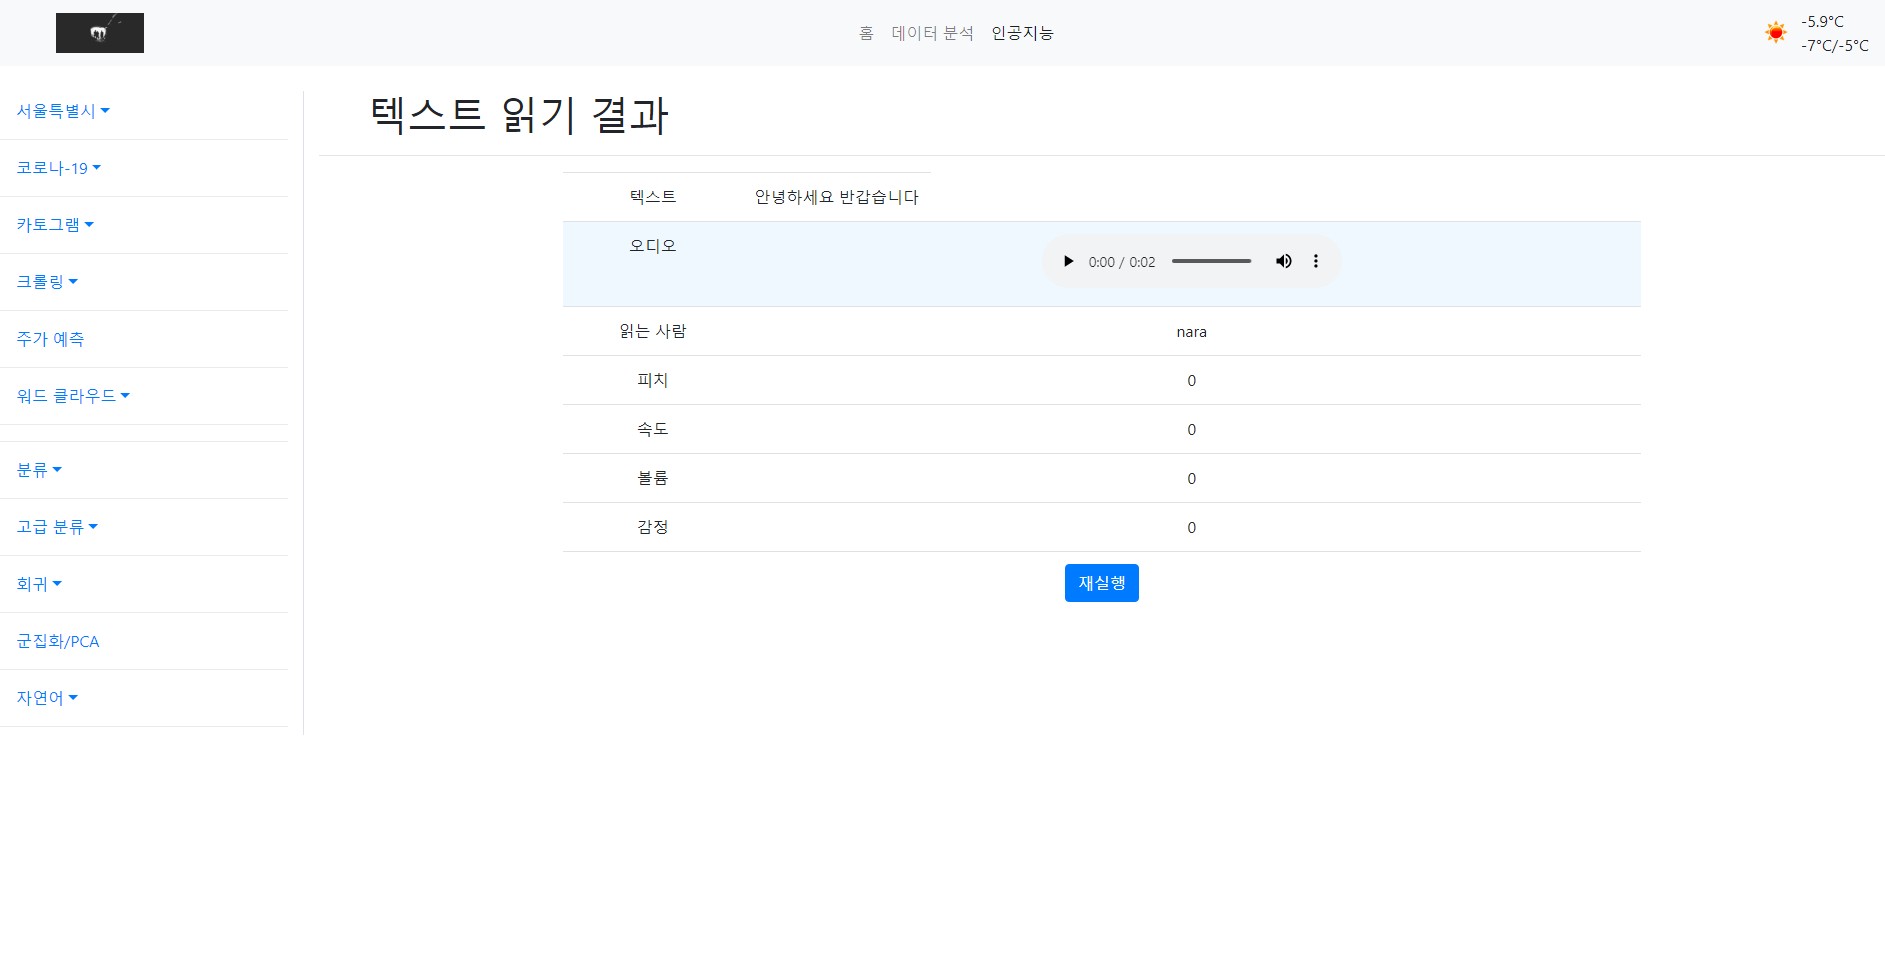 홈 데이터 분석 인공지능
-5.9°C
-7°C/-5°C
서울특별시
코로나-19
카토그램
크롤링
주가 예측
워드 클라우드
분류
고급 분류
회귀
군집화/PCA
자연어
텍스트 읽기 결과
텍스트 안녕하세요 반갑습니다
오디오 0:00 / 0:02
읽는 사람 nara
피치 0
속도 0
볼륨 0
감정 0
재실행